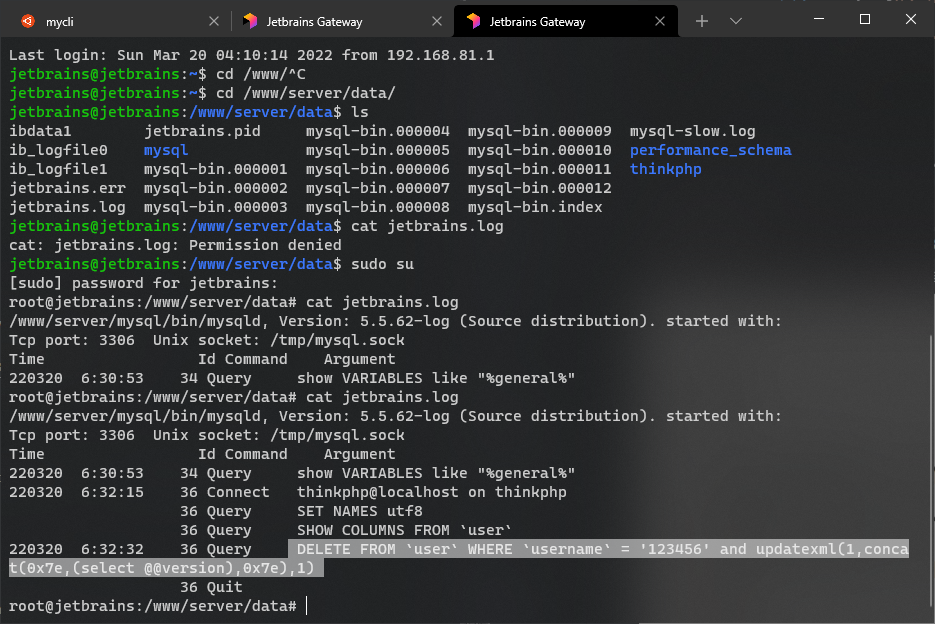 mycli
Jetbrains Gateway
Jetbrains Gateway
Last login: Sun Mar 20 04:10:14 2022 from 192.168.81.1
jetbrains@jetbrains:~$ cd /www/^C
jetbrains@jetbrains:~$ cd /www/server/data/
jetbrains@jetbrains:/www/server/data$ ls
ibdata1        jetbrains.pid     mysql-bin.000004  mysql-bin.000009  mysql-slow.log
ib_logfile0    mysql             mysql-bin.000005  mysql-bin.000010  performance_schema
ib_logfile1    mysql-bin.000001  mysql-bin.000006  mysql-bin.000011  thinkphp
jetbrains.err  mysql-bin.000002  mysql-bin.000007  mysql-bin.000012
jetbrains.log  mysql-bin.000003  mysql-bin.000008  mysql-bin.index
jetbrains@jetbrains:/www/server/data$ cat jetbrains.log
cat: jetbrains.log: Permission denied
jetbrains@jetbrains:/www/server/data$ sudo su
[sudo] password for jetbrains:
root@jetbrains:/www/server/data# cat jetbrains.log
/www/server/mysql/bin/mysqld, Version: 5.5.62-log (Source distribution). started with:
Tcp port: 3306  Unix socket: /tmp/mysql.sock
Time                 Id Command    Argument
220320  6:30:53    34 Query     show VARIABLES like "%general%"
root@jetbrains:/www/server/data# cat jetbrains.log
/www/server/mysql/bin/mysqld, Version: 5.5.62-log (Source distribution). started with:
Tcp port: 3306  Unix socket: /tmp/mysql.sock
Time                 Id Command    Argument
220320  6:30:53    34 Query     show VARIABLES like "%general%"
220320  6:32:15    36 Connect   thinkphp@localhost on thinkphp
                   36 Query     SET NAMES utf8
                   36 Query     SHOW COLUMNS FROM `user`
220320  6:32:32    36 Query     DELETE FROM `user` WHERE `username` = '123456' and updatexml(1,conca
t(0x7e,(select @@version),0x7e),1)
                   36 Quit
root@jetbrains:/www/server/data#